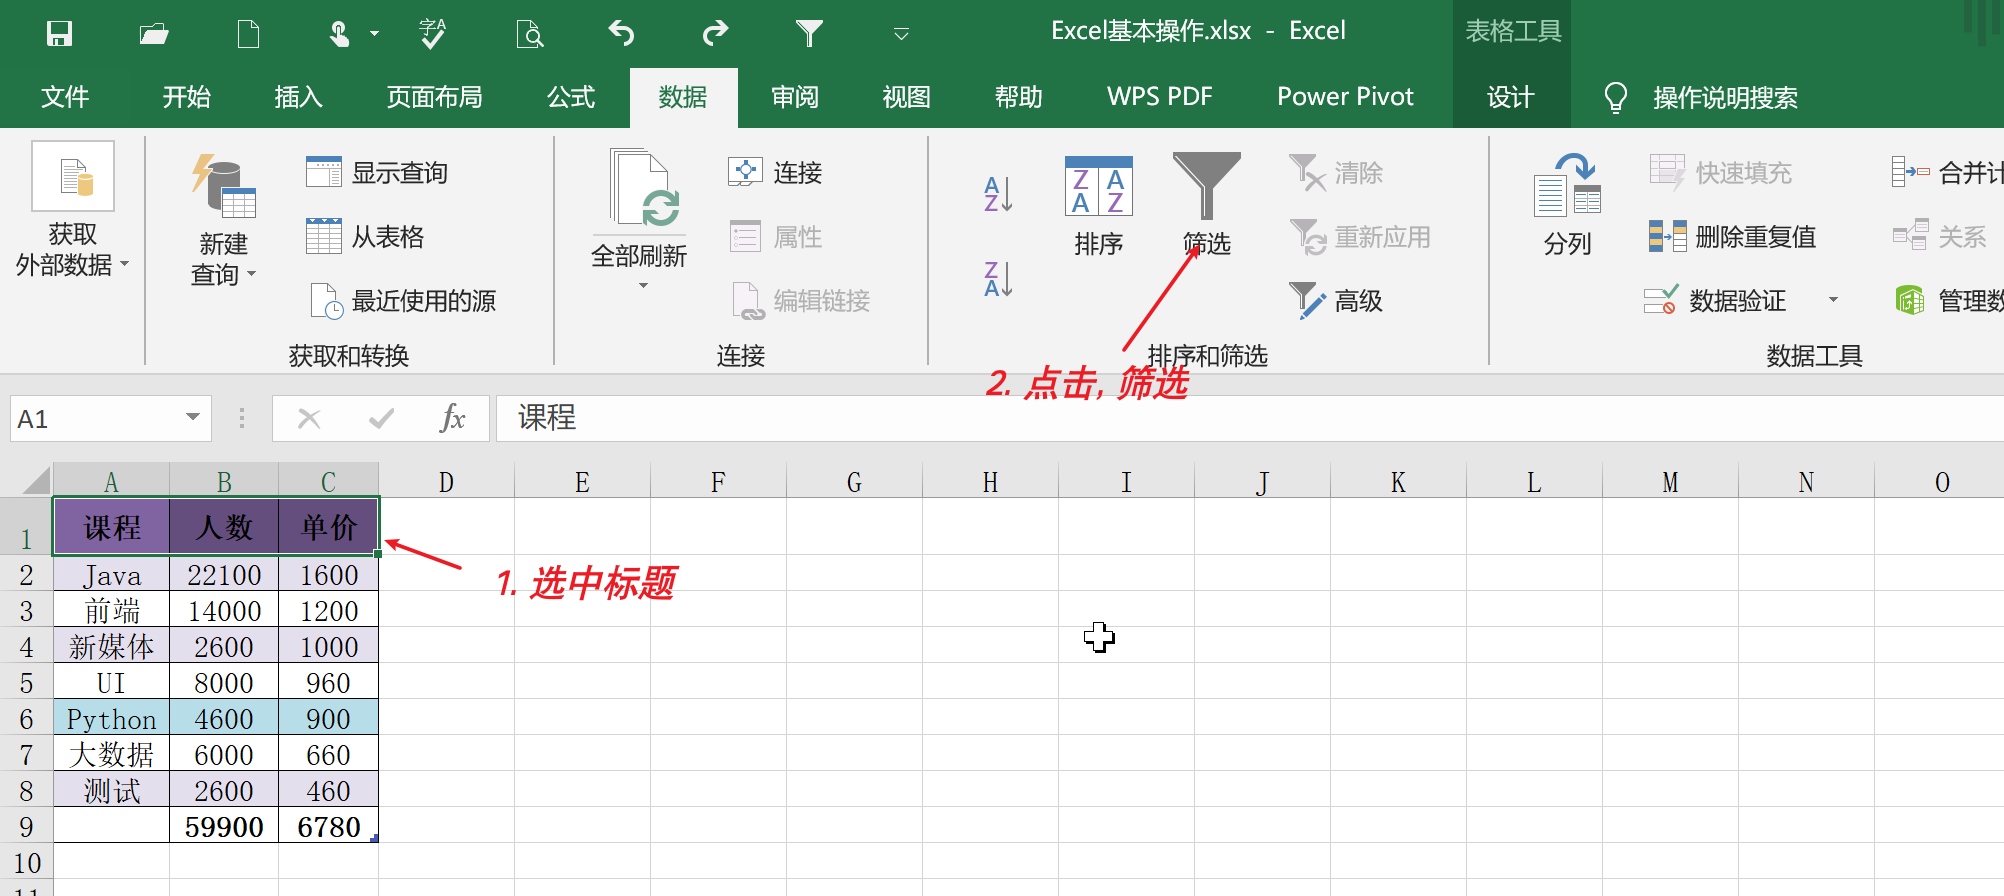 Excel基本操作.xlsx - Excel
表格工具
文件
开始
插入
页面布局
公式
数据
审阅
视图
帮助
WPS PDF
Power Pivot
设计
操作说明搜索
获取
外部数据
新建
查询
显示查询
从表格
最近使用的源
获取和转换
全部刷新
连接
属性
编辑链接
连接
排序
筛选
清除
重新应用
高级
排序和筛选
分列
快速填充
删除重复值
数据验证
合并计
关系
管理数
数据工具
2. 点击, 筛选
A1
fx
课程
A B C D E F G H I J K L M N O
1 课程 人数 单价
1. 选中标题
2 Java 22100 1600
3 前端 14000 1200
4 新媒体 2600 1000
5 UI 8000 960
6 Python 4600 900
7 大数据 6000 660
8 测试 2600 460
9 59900 6780
10
11